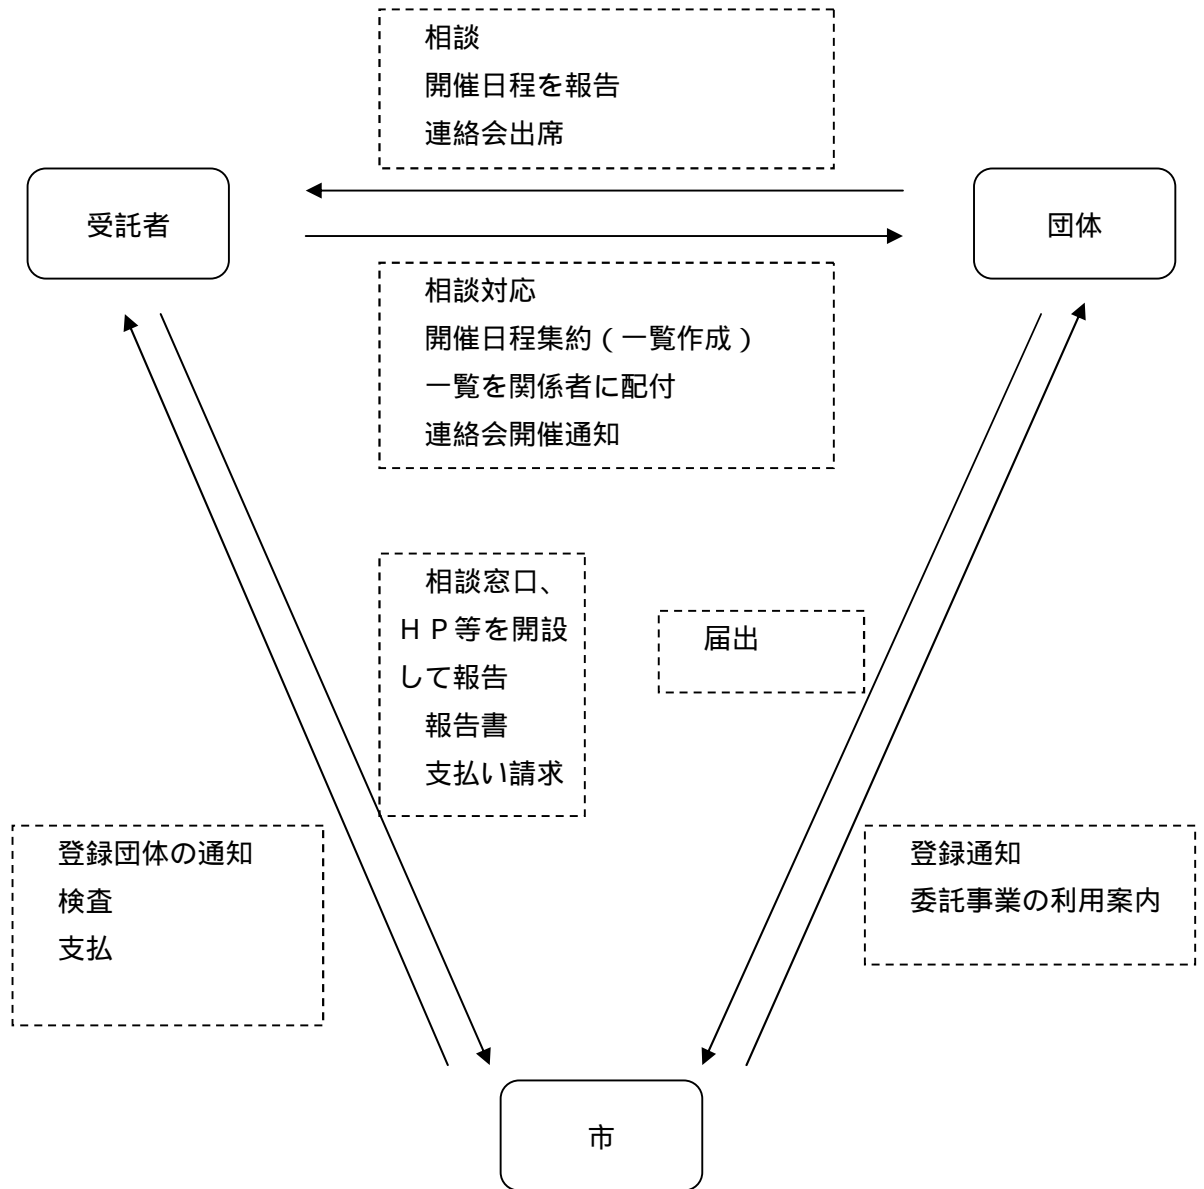 相談
開催日程を報告
連絡会出席
受託者
団体
相談対応
開催日程集約（一覧作成）
一覧を関係者に配付
連絡会開催通知
相談窓口、
ＨＰ等を開設
して報告
報告書
支払い請求
届出
登録団体の通知
検査
支払
登録通知
委託事業の利用案内
市